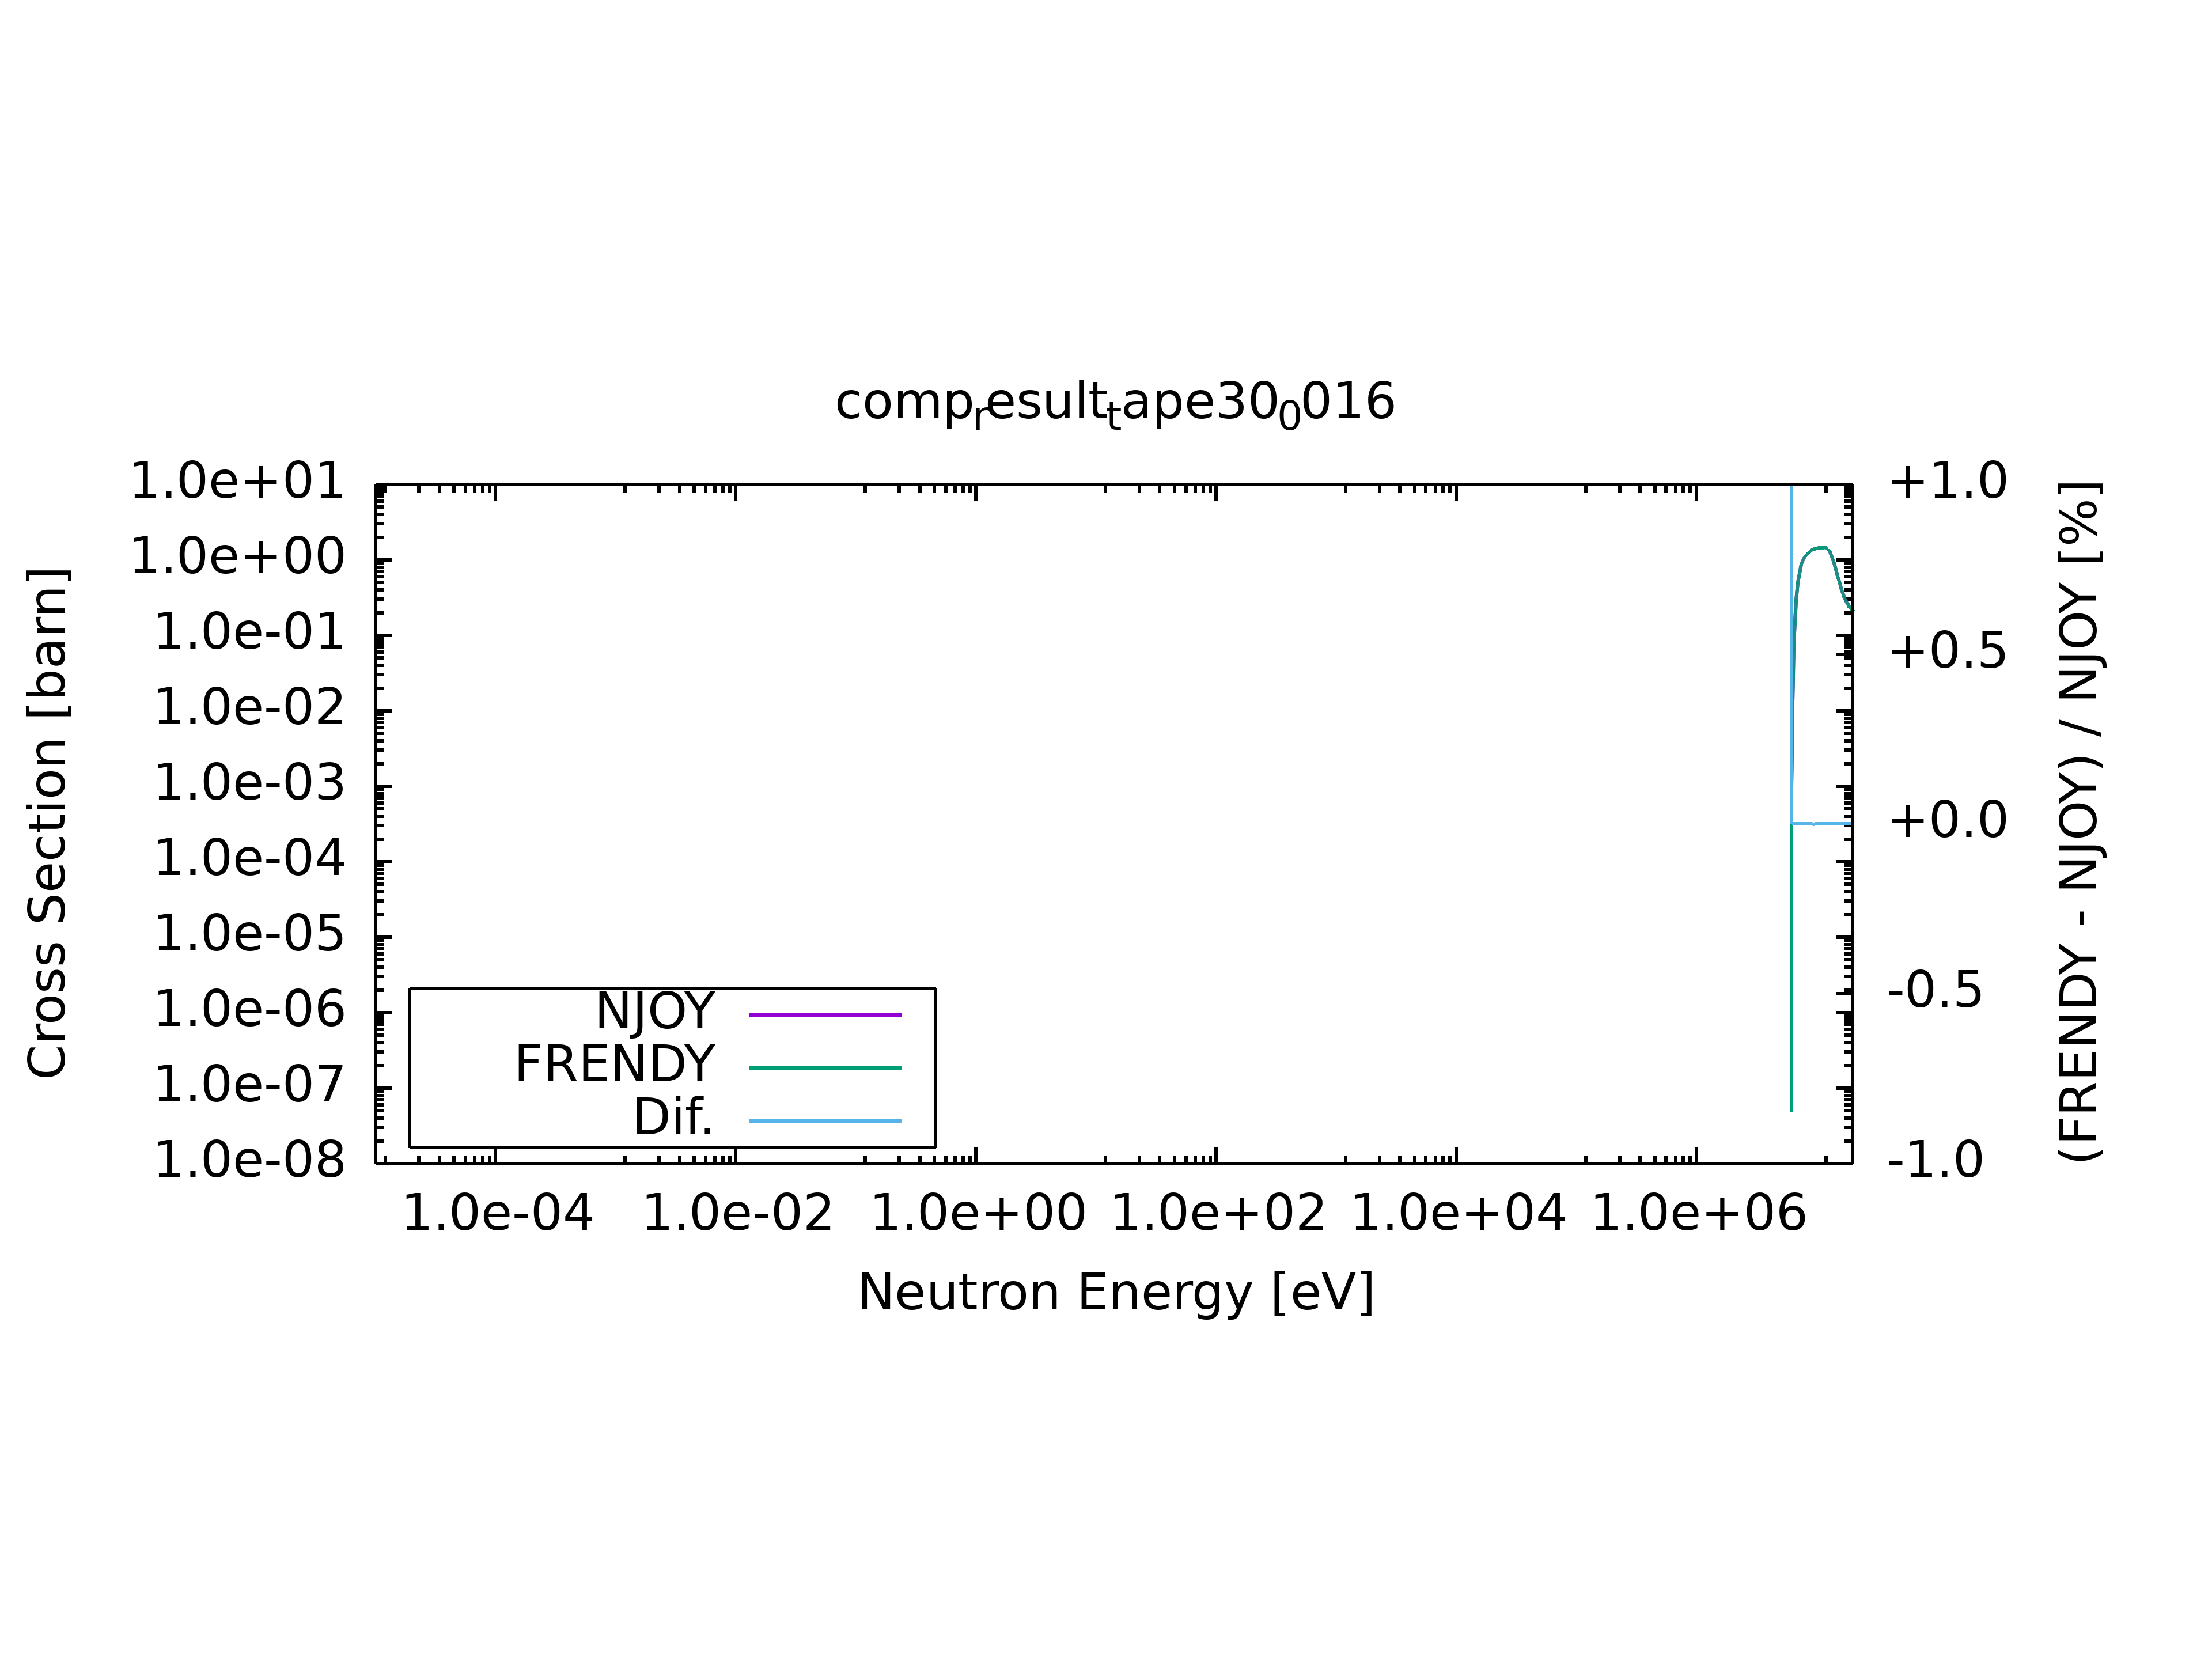 comp_result_tape30_0016
1.0e+01
1.0e+00
1.0e-01
1.0e-02
1.0e-03
1.0e-04
1.0e-05
1.0e-06
1.0e-07
1.0e-08
Cross Section [barn]
+1.0
+0.5
+0.0
-0.5
-1.0
(FRENDY - NJOY) / NJOY [%]
NJOY
FRENDY
Dif.
1.0e-04 1.0e-02 1.0e+00 1.0e+02 1.0e+04 1.0e+06
Neutron Energy [eV]